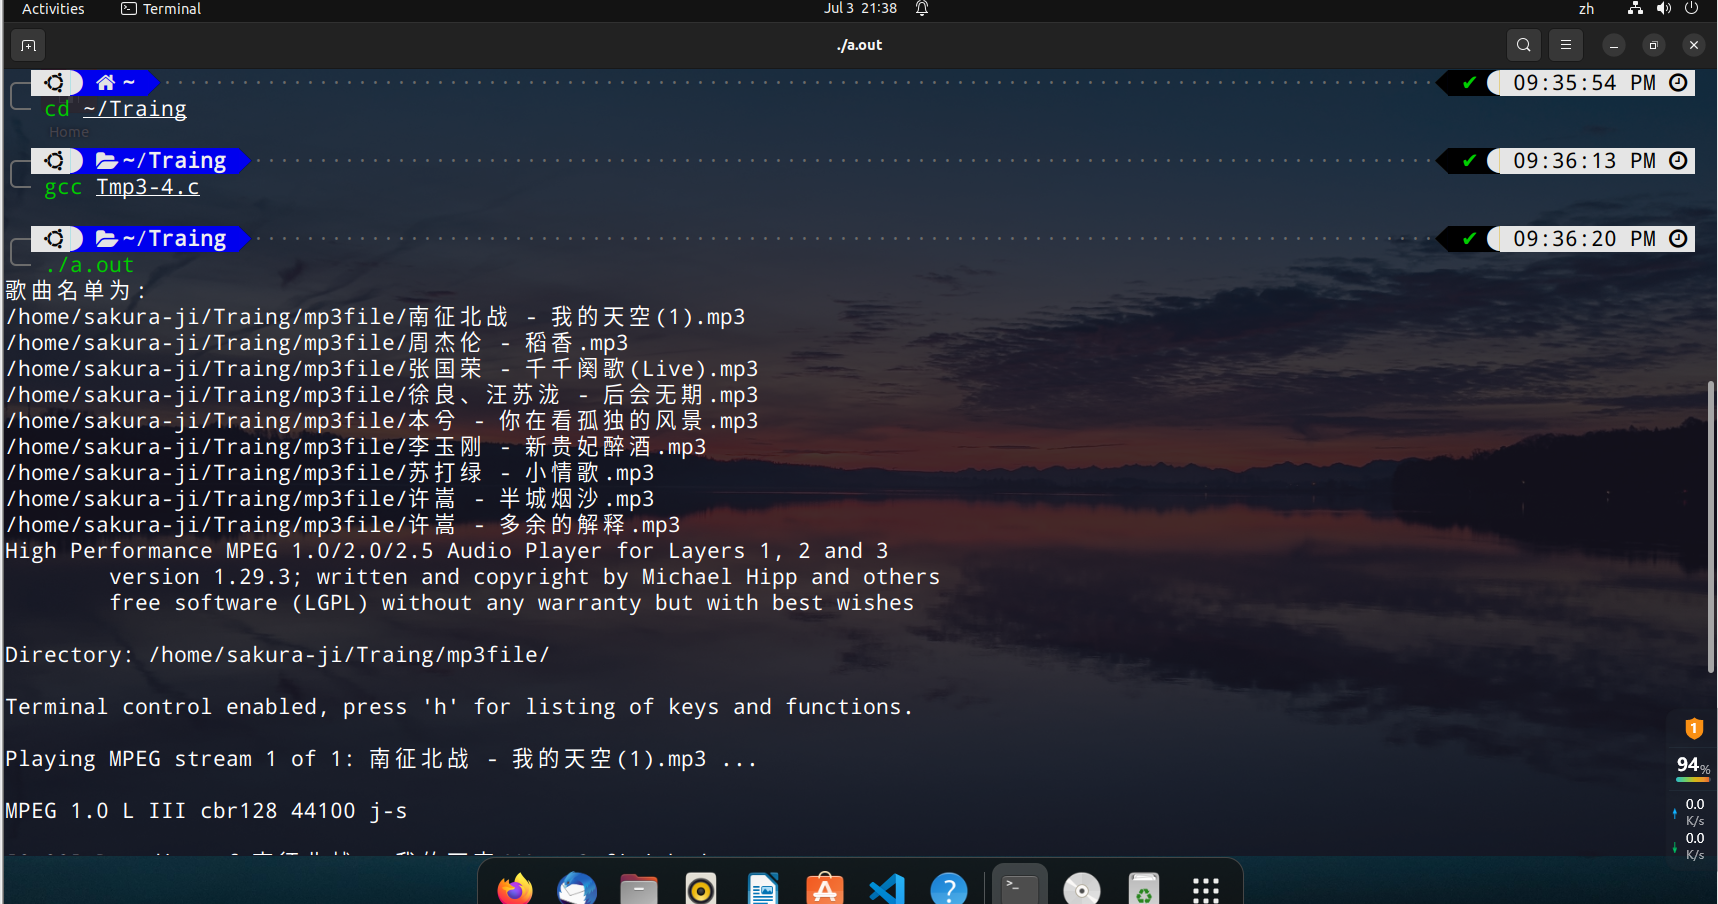 Activities
Terminal
Jul 3 21:38
zh
./a.out
~
09:35:54 PM
cd ~/Traing
Home
~/Traing
09:36:13 PM
gcc Tmp3-4.c
~/Traing
09:36:20 PM
./a.out
歌曲名单为:
/home/sakura-ji/Traing/mp3file/南征北战 - 我的天空(1).mp3
/home/sakura-ji/Traing/mp3file/周杰伦 - 稻香.mp3
/home/sakura-ji/Traing/mp3file/张国荣 - 千千阕歌(Live).mp3
/home/sakura-ji/Traing/mp3file/徐良、汪苏泷 - 后会无期.mp3
/home/sakura-ji/Traing/mp3file/本兮 - 你在看孤独的风景.mp3
/home/sakura-ji/Traing/mp3file/李玉刚 - 新贵妃醉酒.mp3
/home/sakura-ji/Traing/mp3file/苏打绿 - 小情歌.mp3
/home/sakura-ji/Traing/mp3file/许嵩 - 半城烟沙.mp3
/home/sakura-ji/Traing/mp3file/许嵩 - 多余的解释.mp3
High Performance MPEG 1.0/2.0/2.5 Audio Player for Layers 1, 2 and 3
version 1.29.3; written and copyright by Michael Hipp and others
free software (LGPL) without any warranty but with best wishes
Directory: /home/sakura-ji/Traing/mp3file/
Terminal control enabled, press 'h' for listing of keys and functions.
Playing MPEG stream 1 of 1: 南征北战 - 我的天空(1).mp3 ...
MPEG 1.0 L III cbr128 44100 j-s
1
94%
0.0
K/s
0.0
K/s